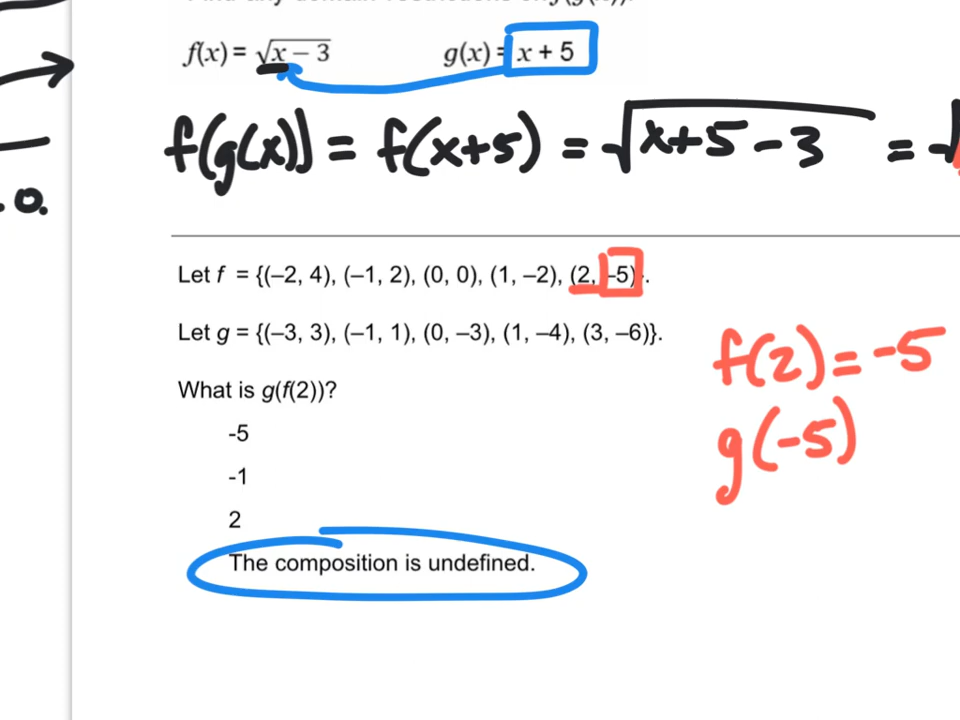 f(x) = √x − 3 g(x) = x + 5
f(g(x)) = f(x+5) = √x+5-3 = √
.o.
Let f = {(–2, 4), (–1, 2), (0, 0), (1, –2), (2, –5)}.
Let g = {(–3, 3), (–1, 1), (0, –3), (1, –4), (3, –6)}.
f(2) = -5
What is g(f(2))?
g(-5)
-5
-1
2
The composition is undefined.